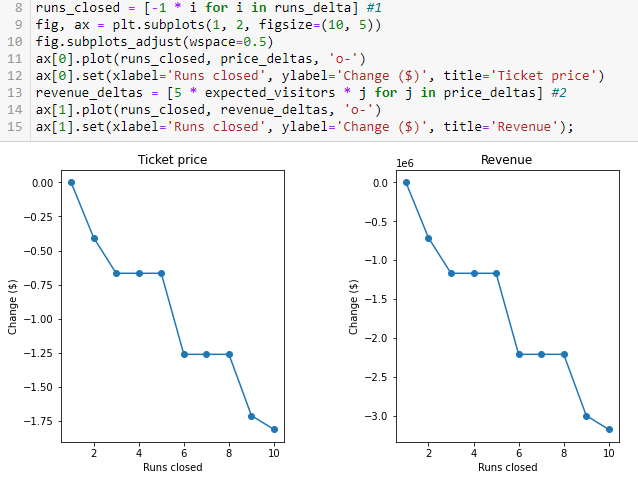 8 runs_closed = [-1 * i for i in runs_delta] #1
9 fig, ax = plt.subplots(1, 2, figsize=(10, 5))
10 fig.subplots_adjust(wspace=0.5)
11 ax[0].plot(runs_closed, price_deltas, 'o-')
12 ax[0].set(xlabel='Runs closed', ylabel='Change ($)', title='Ticket price')
13 revenue_deltas = [5 * expected_visitors * j for j in price_deltas] #2
14 ax[1].plot(runs_closed, revenue_deltas, 'o-')
15 ax[1].set(xlabel='Runs closed', ylabel='Change ($)', title='Revenue');
Ticket price
0.00
−0.25
−0.50
−0.75
−1.00
−1.25
−1.50
−1.75
Change ($)
2 4 6 8 10
Runs closed
1e6
Revenue
0.0
−0.5
−1.0
−1.5
−2.0
−2.5
−3.0
Change ($)
2 4 6 8 10
Runs closed